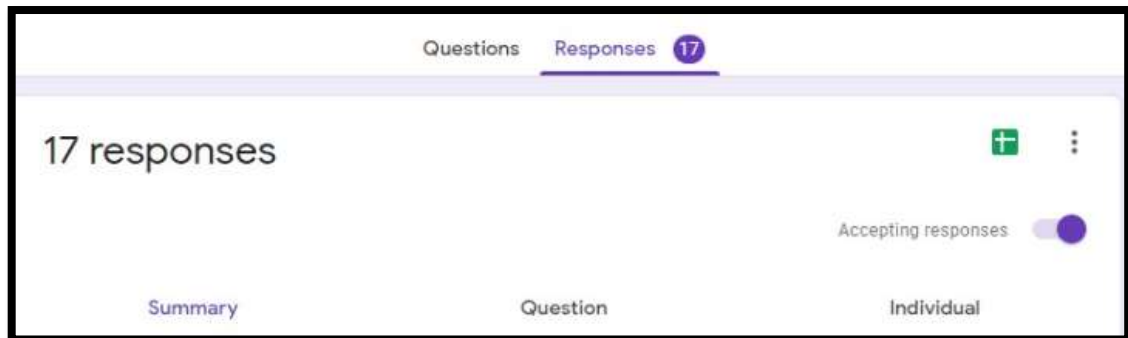 Questions Responses 17
17 responses
Accepting responses
Summary Question Individual